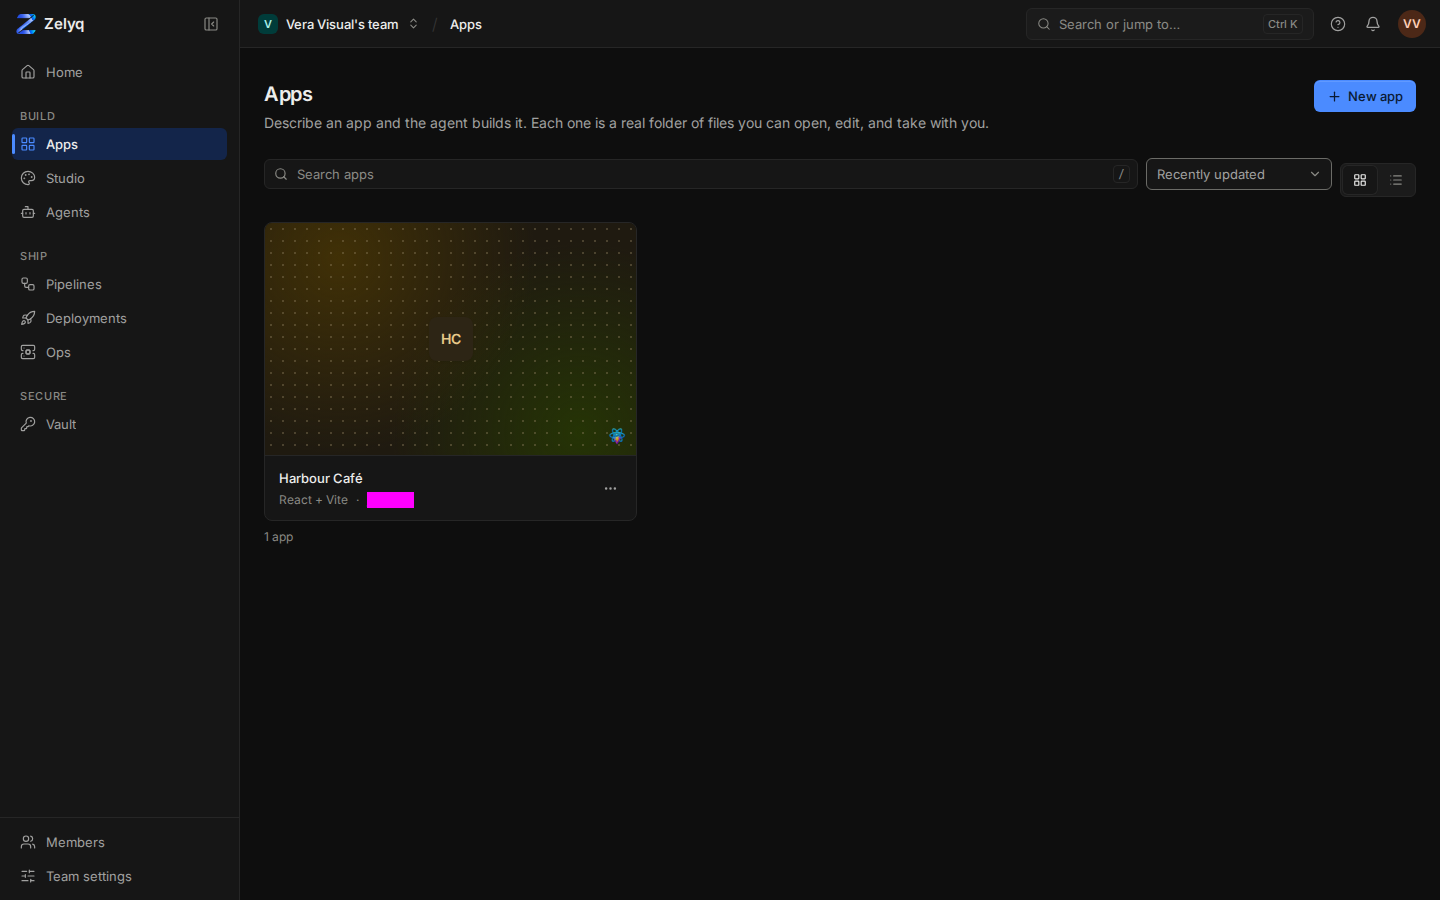 Zelyq
Home
BUILD
Apps
Studio
Agents
SHIP
Pipelines
Deployments
Ops
SECURE
Vault
Members
Team settings
V Vera Visual's team / Apps
Search or jump to... Ctrl K
VV
Apps
Describe an app and the agent builds it. Each one is a real folder of files you can open, edit, and take with you.
New app
Search apps /
Recently updated
HC
Harbour Café
React + Vite ·
1 app